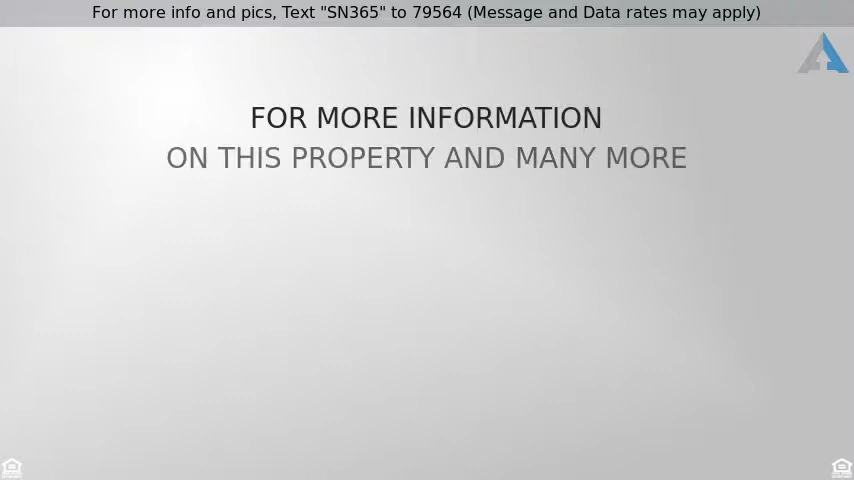 For more info and pics, Text "SN365" to 79564 (Message and Data rates may apply)
FOR MORE INFORMATION
ON THIS PROPERTY AND MANY MORE